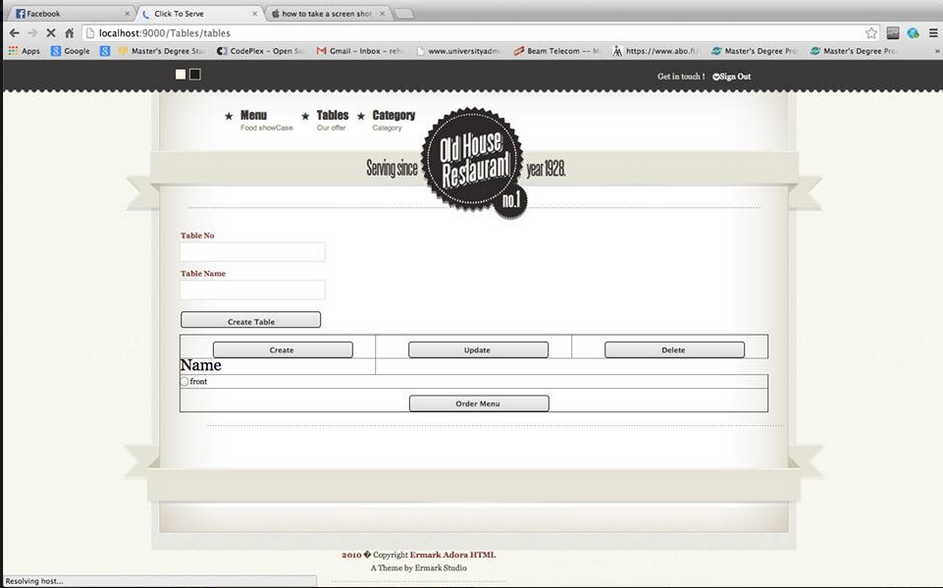 Facebook
Click To Serve
how to take a screen shot
localhost:9000/Tables/tables
Apps
Google
Master's Degree Stu
CodePlex - Open So
Gmail - Inbox - reh
www.universityadm
Beam Telecom -- M
https://www.abo.fi/
Master's Degree Pro
Master's Degree Pro
»
Get in touch ! Sign Out
Menu Tables Category
Food showCase Our offer Category
Old House
Restaurant
Serving since year 1928.
no.1
Table No
Table Name
Create Table
Create Update Delete
Name
front
Order Menu
2010 � Copyright Ermark Adora HTML
A Theme by Ermark Studio
Resolving host...